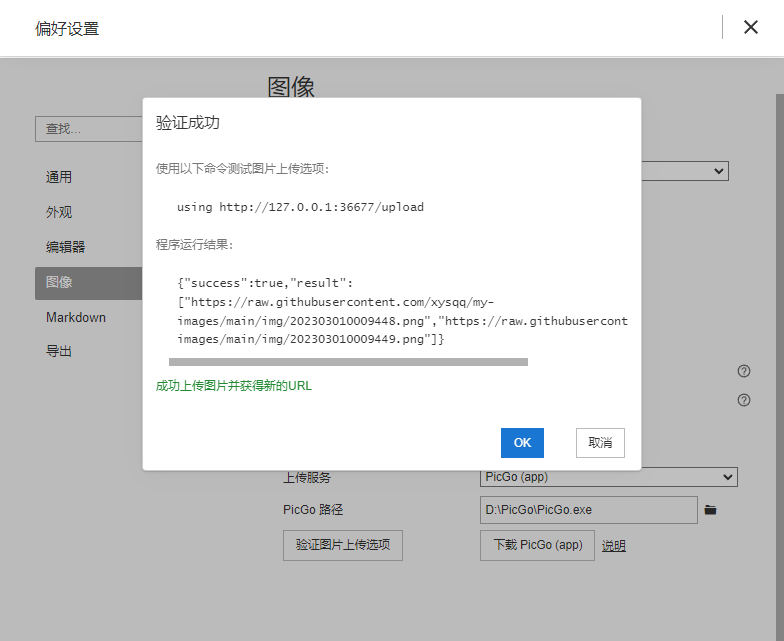 偏好设置
图像
查找...
通用
外观
编辑器
图像
Markdown
导出
验证成功
使用以下命令测试图片上传选项:
using http://127.0.0.1:36677/upload
程序运行结果:
{"success":true,"result":
["https://raw.githubusercontent.com/xysqq/my-
images/main/img/202303010009448.png","https://raw.githubusercont
images/main/img/202303010009449.png"]}
成功上传图片并获得新的URL
OK
取消
上传服务
PicGo (app)
PicGo 路径
D:\PicGo\PicGo.exe
验证图片上传选项
下载 PicGo (app)
说明